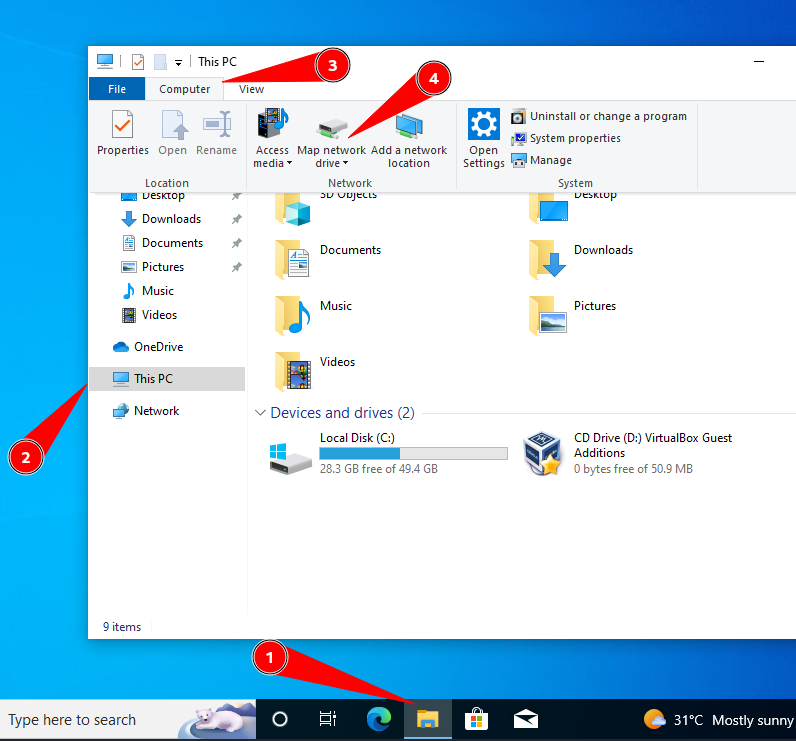 This PC
3
File
Computer
View
4
Properties
Open
Rename
Location
Access media
Map network drive
Add a network location
Network
Open Settings
Uninstall or change a program
System properties
Manage
System
Desktop
Downloads
Documents
Pictures
Music
Videos
OneDrive
This PC
Network
2
3D Objects
Desktop
Documents
Downloads
Music
Pictures
Videos
Devices and drives (2)
Local Disk (C:)
28.3 GB free of 49.4 GB
CD Drive (D:) VirtualBox Guest
Additions
0 bytes free of 50.9 MB
9 items
1
Type here to search
31°C Mostly sunny